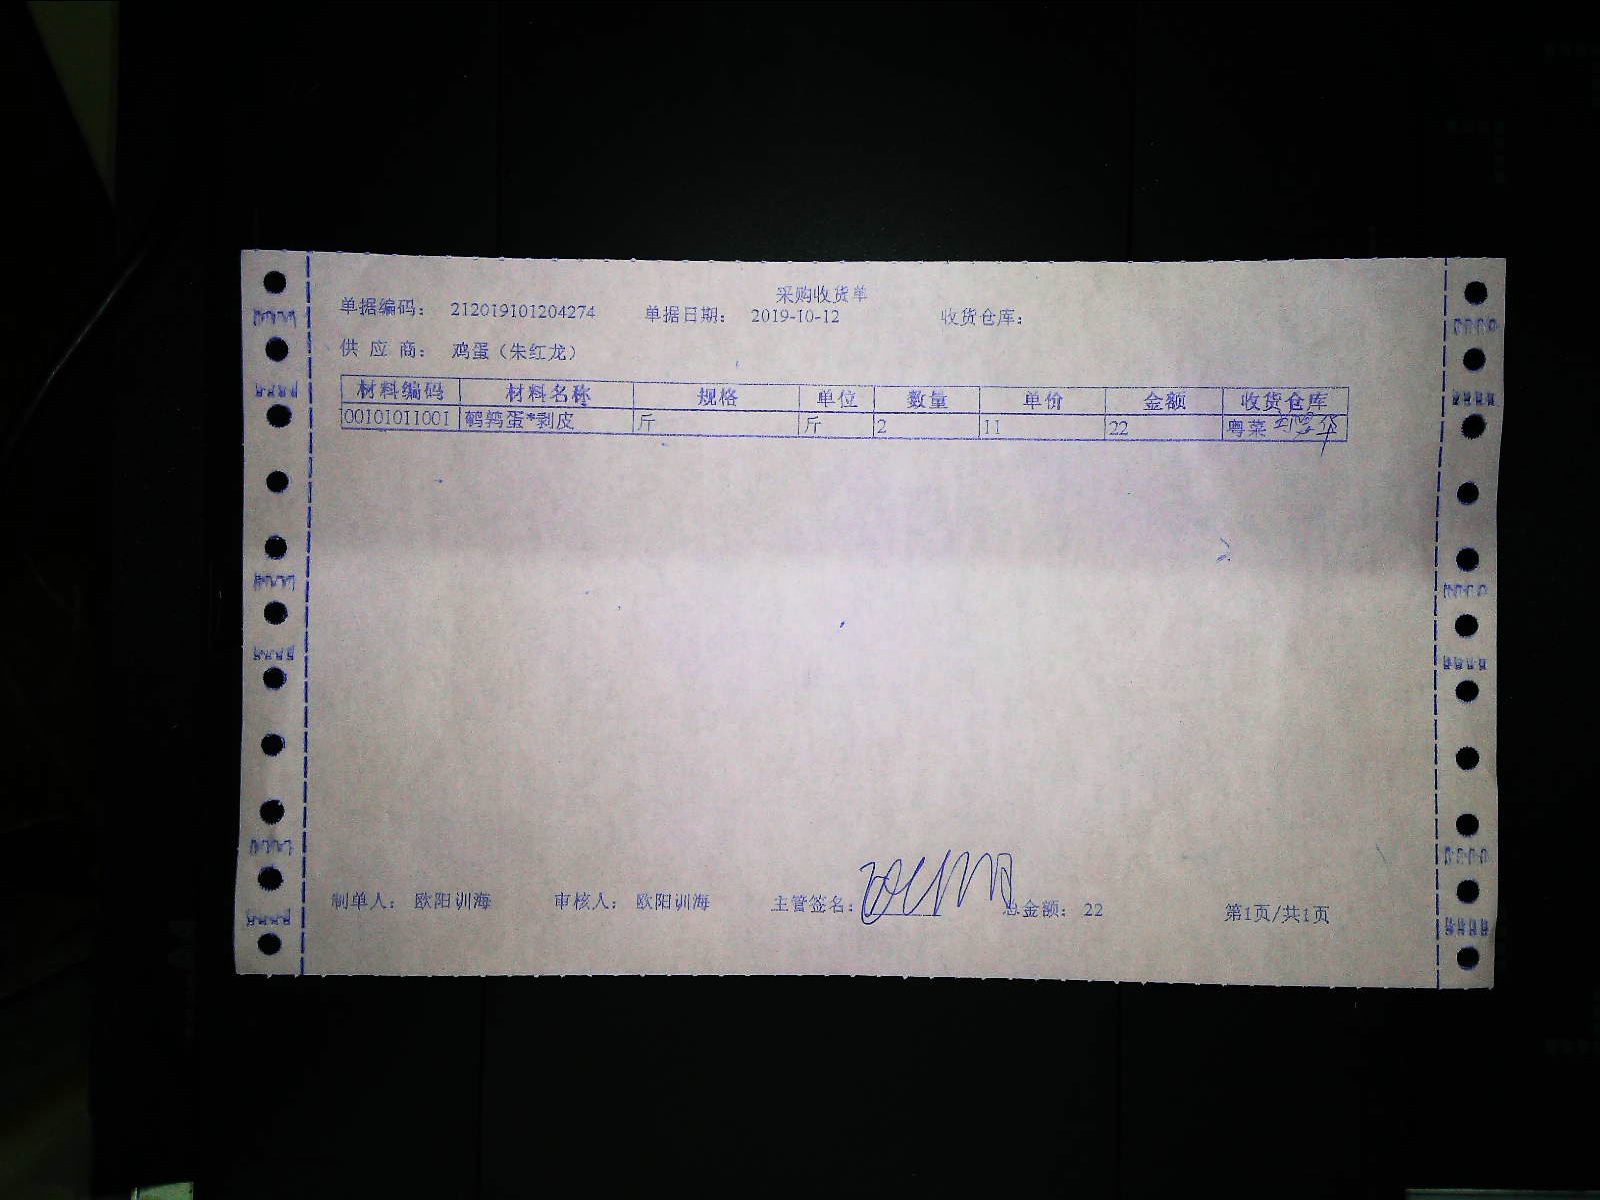 采购收货单
单据编码： 212019101204274 单据日期： 2019-10-12 收货仓库：
供 应 商： 鸡蛋（朱红龙）
材料编码 材料名称 规格 单位 数量 单价 金额 收货仓库
00101011001 鹌鹑蛋*剥皮 斤 斤 2 11 22 粤菜
制单人： 欧阳训海 审核人： 欧阳训海 主管签名： 总金额： 22 第1页/共1页